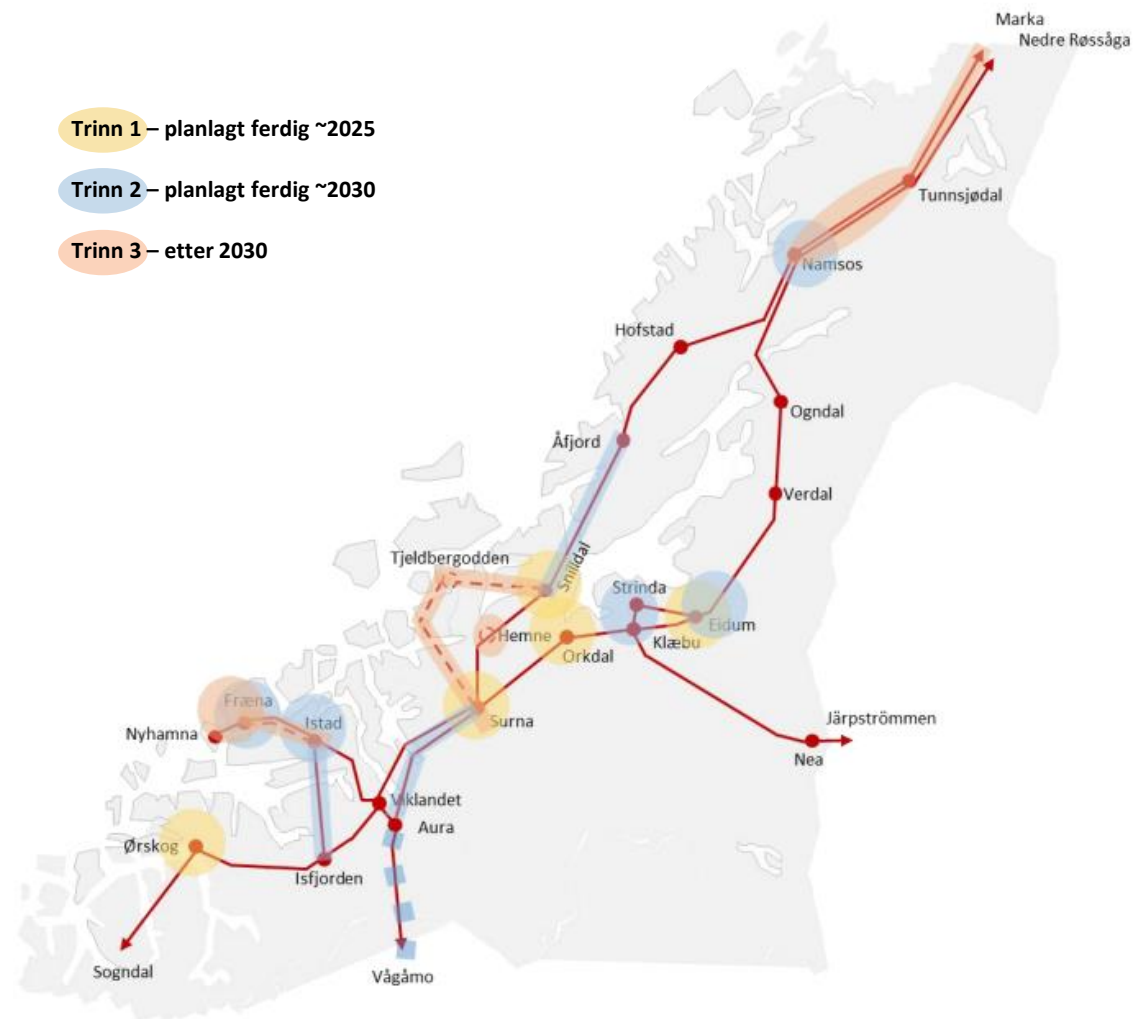 Marka
Nedre Røssåga
Trinn 1 – planlagt ferdig ~2025
Trinn 2 – planlagt ferdig ~2030
Trinn 3 – etter 2030
Tunnsjødal
Namsos
Hofstad
Ogndal
Åfjord
Verdal
Tjeldbergodden
Snilldal
Strinda
Eidum
Hemne
Klæbu
Orkdal
Fræna
Istad
Surna
Järpströmmen
Nyhamna
Nea
Viklandet
Aura
Ørskog
Isfjorden
Sogndal
Vågåmo